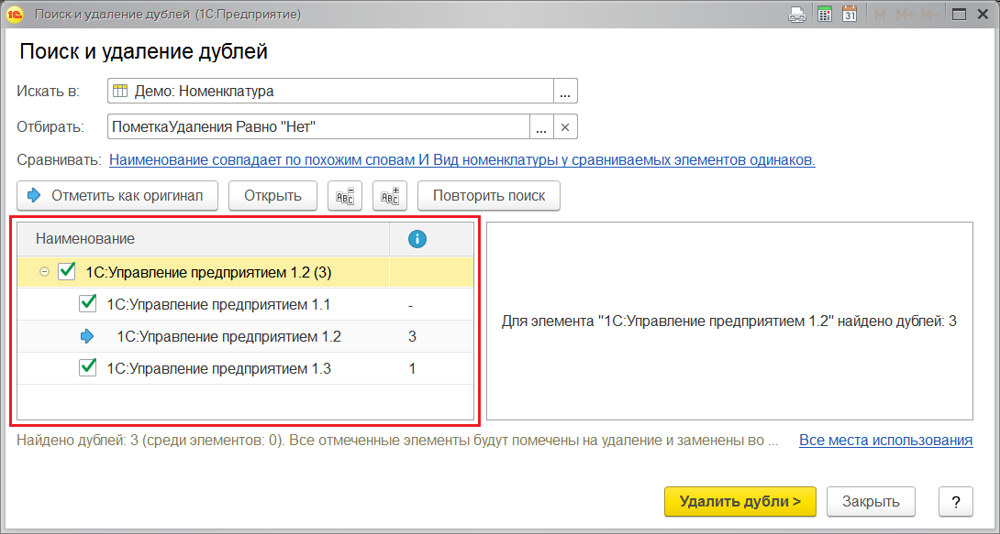 Поиск и удаление дублей (1С:Предприятие)
31 M M+ M-
Поиск и удаление дублей
Искать в: Демо: Номенклатура ...
Отбирать: ПометкаУдаления Равно "Нет" ... ×
Сравнивать: Наименование совпадает по похожим словам И Вид номенклатуры у сравниваемых элементов одинаков.
Отметить как оригинал Открыть ABC ABC Повторить поиск
Наименование i
1С:Управление предприятием 1.2 (3)
1С:Управление предприятием 1.1 -
1С:Управление предприятием 1.2 3
1С:Управление предприятием 1.3 1
Для элемента "1С:Управление предприятием 1.2" найдено дублей: 3
Найдено дублей: 3 (среди элементов: 0). Все отмеченные элементы будут помечены на удаление и заменены во ... Все места использования
Удалить дубли > Закрыть ?